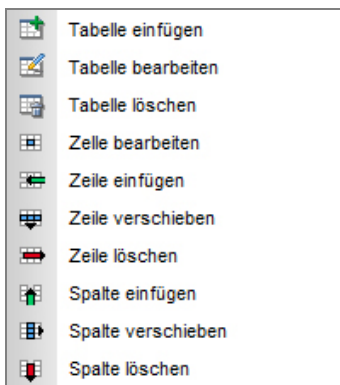 Tabelle einfügen
Tabelle bearbeiten
Tabelle löschen
Zelle bearbeiten
Zeile einfügen
Zeile verschieben
Zeile löschen
Spalte einfügen
Spalte verschieben
Spalte löschen